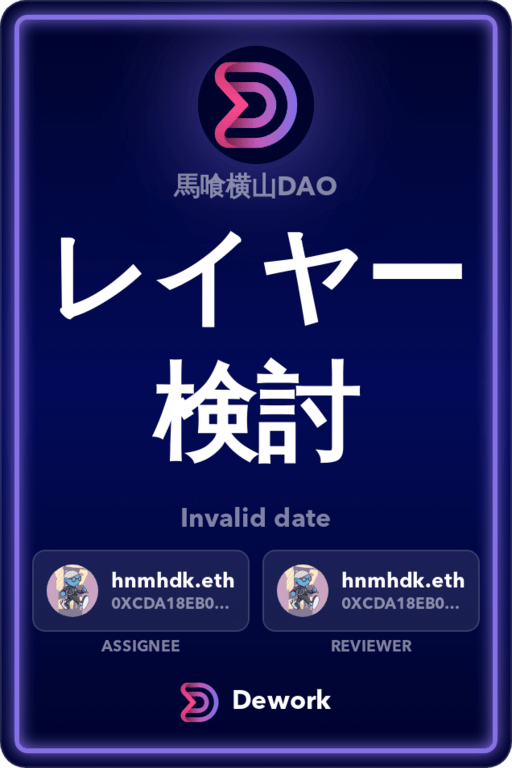 馬喰横山DAO
レイヤー
検討
Invalid date
hnmhdk.eth
0XCDA18EB0...
ASSIGNEE
hnmhdk.eth
0XCDA18EB0...
REVIEWER
Dework